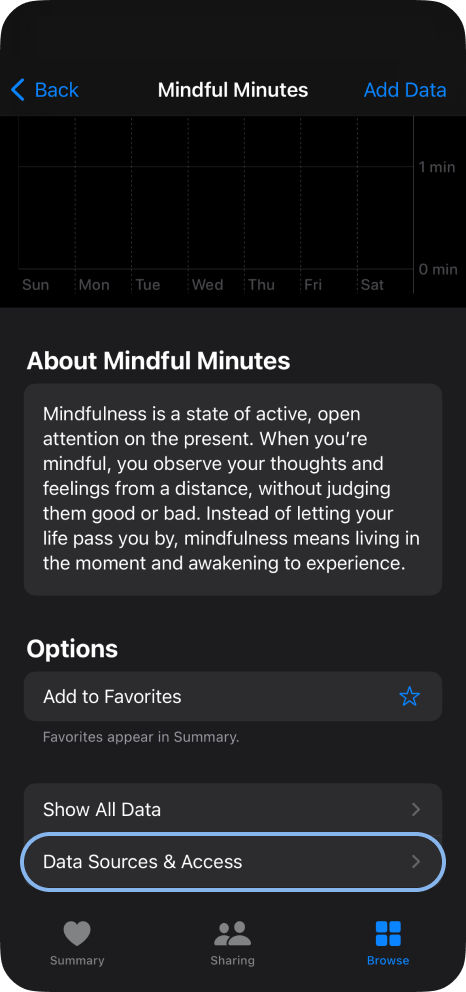 Back Mindful Minutes Add Data
1 min
0 min
Sun Mon Tue Wed Thu Fri Sat
About Mindful Minutes
Mindfulness is a state of active, open
attention on the present. When you’re
mindful, you observe your thoughts and
feelings from a distance, without judging
them good or bad. Instead of letting your
life pass you by, mindfulness means living in
the moment and awakening to experience.
Options
Add to Favorites
Favorites appear in Summary.
Show All Data
Data Sources & Access
Summary Sharing Browse